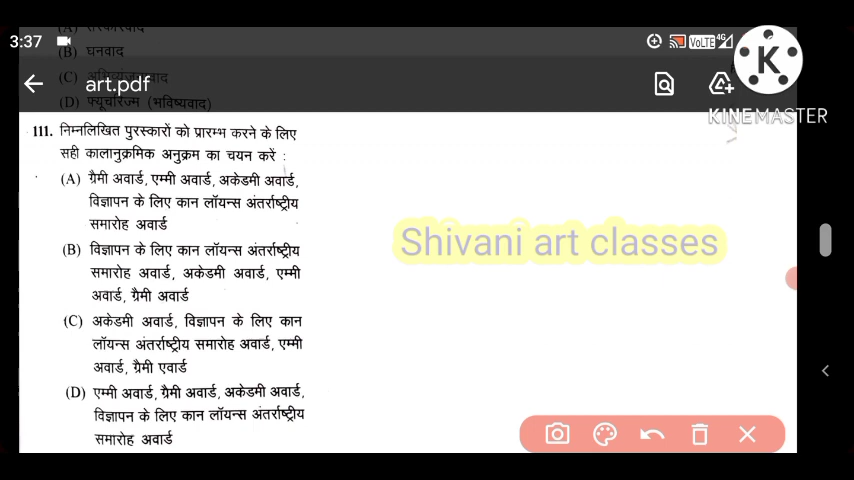 3:37
VoLTE 4G
(B) घनवाद
art.pdf
(D) फ्यूचरिज्म (भविष्यवाद)
K
KINEMASTER
111. निम्नलिखित पुरस्कारों को प्रारम्भ करने के लिए
सही कालानुक्रमिक अनुक्रम का चयन करें :
(A) ग्रैमी अवार्ड, एम्मी अवार्ड, अकेडमी अवार्ड,
विज्ञापन के लिए कान लॉयन्स अंतर्राष्ट्रीय
समारोह अवार्ड
(B) विज्ञापन के लिए कान लॉयन्स अंतर्राष्ट्रीय
समारोह अवार्ड, अकेडमी अवार्ड, एम्मी
अवार्ड, ग्रैमी अवार्ड
(C) अकेडमी अवार्ड, विज्ञापन के लिए कान
लॉयन्स अंतर्राष्ट्रीय समारोह अवार्ड, एम्मी
अवार्ड, ग्रैमी एवार्ड
(D) एम्मी अवार्ड, ग्रैमी अवार्ड, अकेडमी अवार्ड,
विज्ञापन के लिए कान लॉयन्स अंतर्राष्ट्रीय
समारोह अवार्ड
Shivani art classes